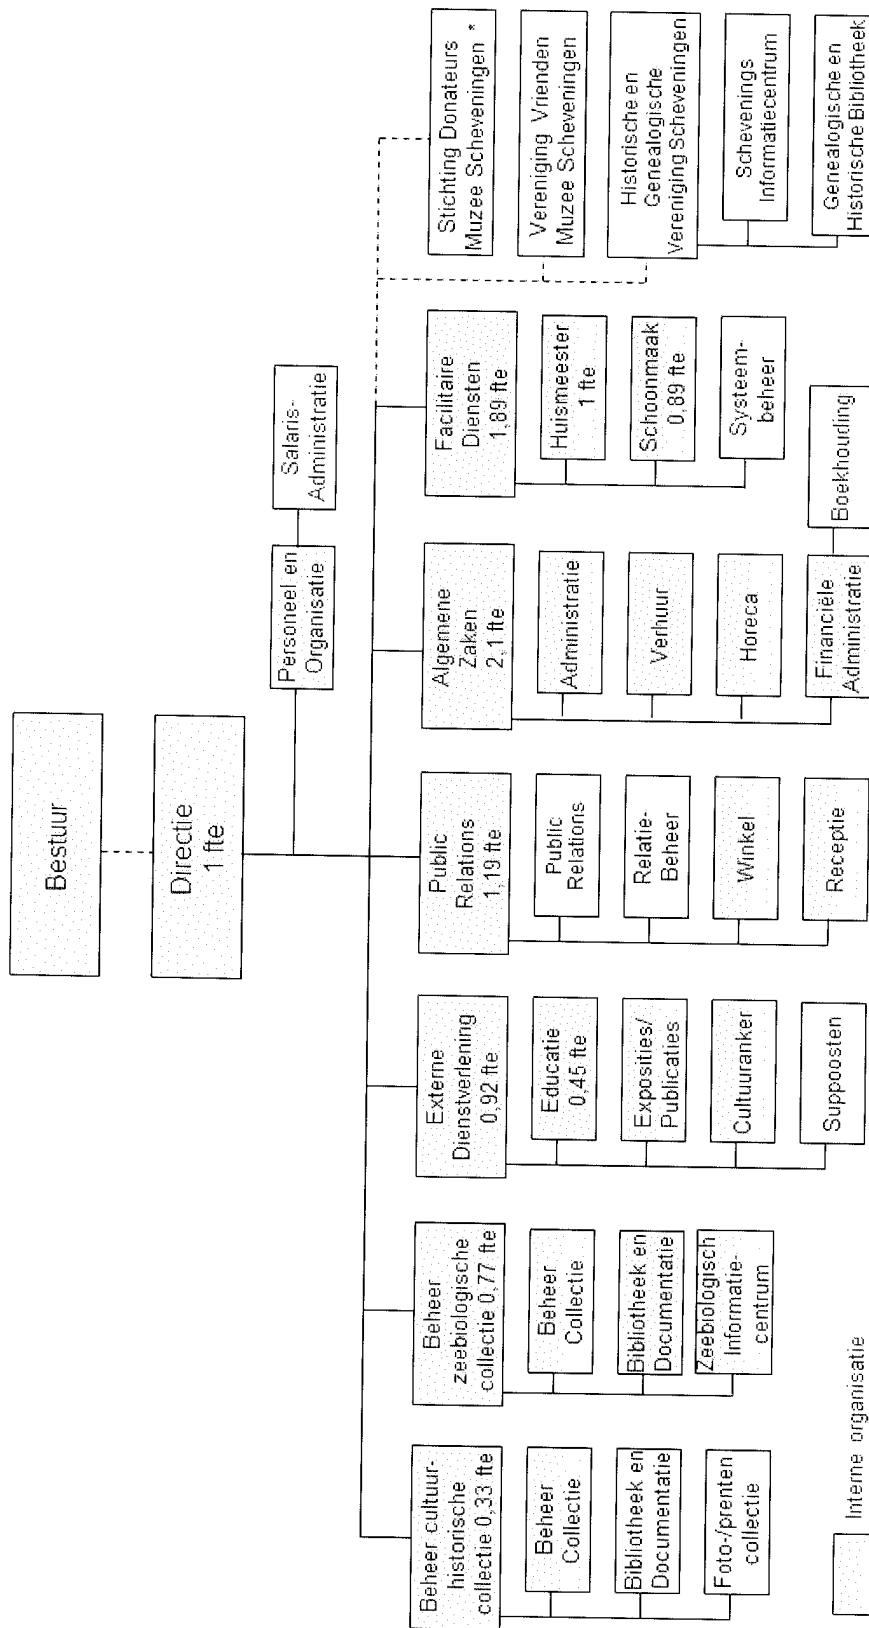 Bestuur
Directie
1 fte
Personeel en
Organisatie
Salaris-
Administratie
Beheer cultuur-
historische
collectie 0,33 fte
Beheer
Collectie
Bibliotheek en
Documentatie
Foto-/prenten
collectie
Beheer
zeebiologische
collectie 0,77 fte
Beheer
Collectie
Bibliotheek en
Documentatie
Zeebiologisch
Informatie-
centrum
Externe
Dienstverlening
0,92 fte
Educatie
0,45 fte
Exposities/
Publicaties
Cultuuranker
Suppoosten
Public
Relations
1,19 fte
Public
Relations
Relatie-
Beheer
Winkel
Receptie
Algemene
Zaken
2,1 fte
Administratie
Verhuur
Horeca
Financiële
Administratie
Boekhouding
Facilitaire
Diensten
1,89 fte
Huismeester
1 fte
Schoonmaak
0,89 fte
Systeem-
beheer
Stichting Donateurs
Muzee Scheveningen *
Vereniging Vrienden
Muzee Scheveningen
Historische en
Genealogische
Vereniging Scheveningen
Schevenings
Informatiecentrum
Genealogische en
Historische Bibliotheek
Interne organisatie